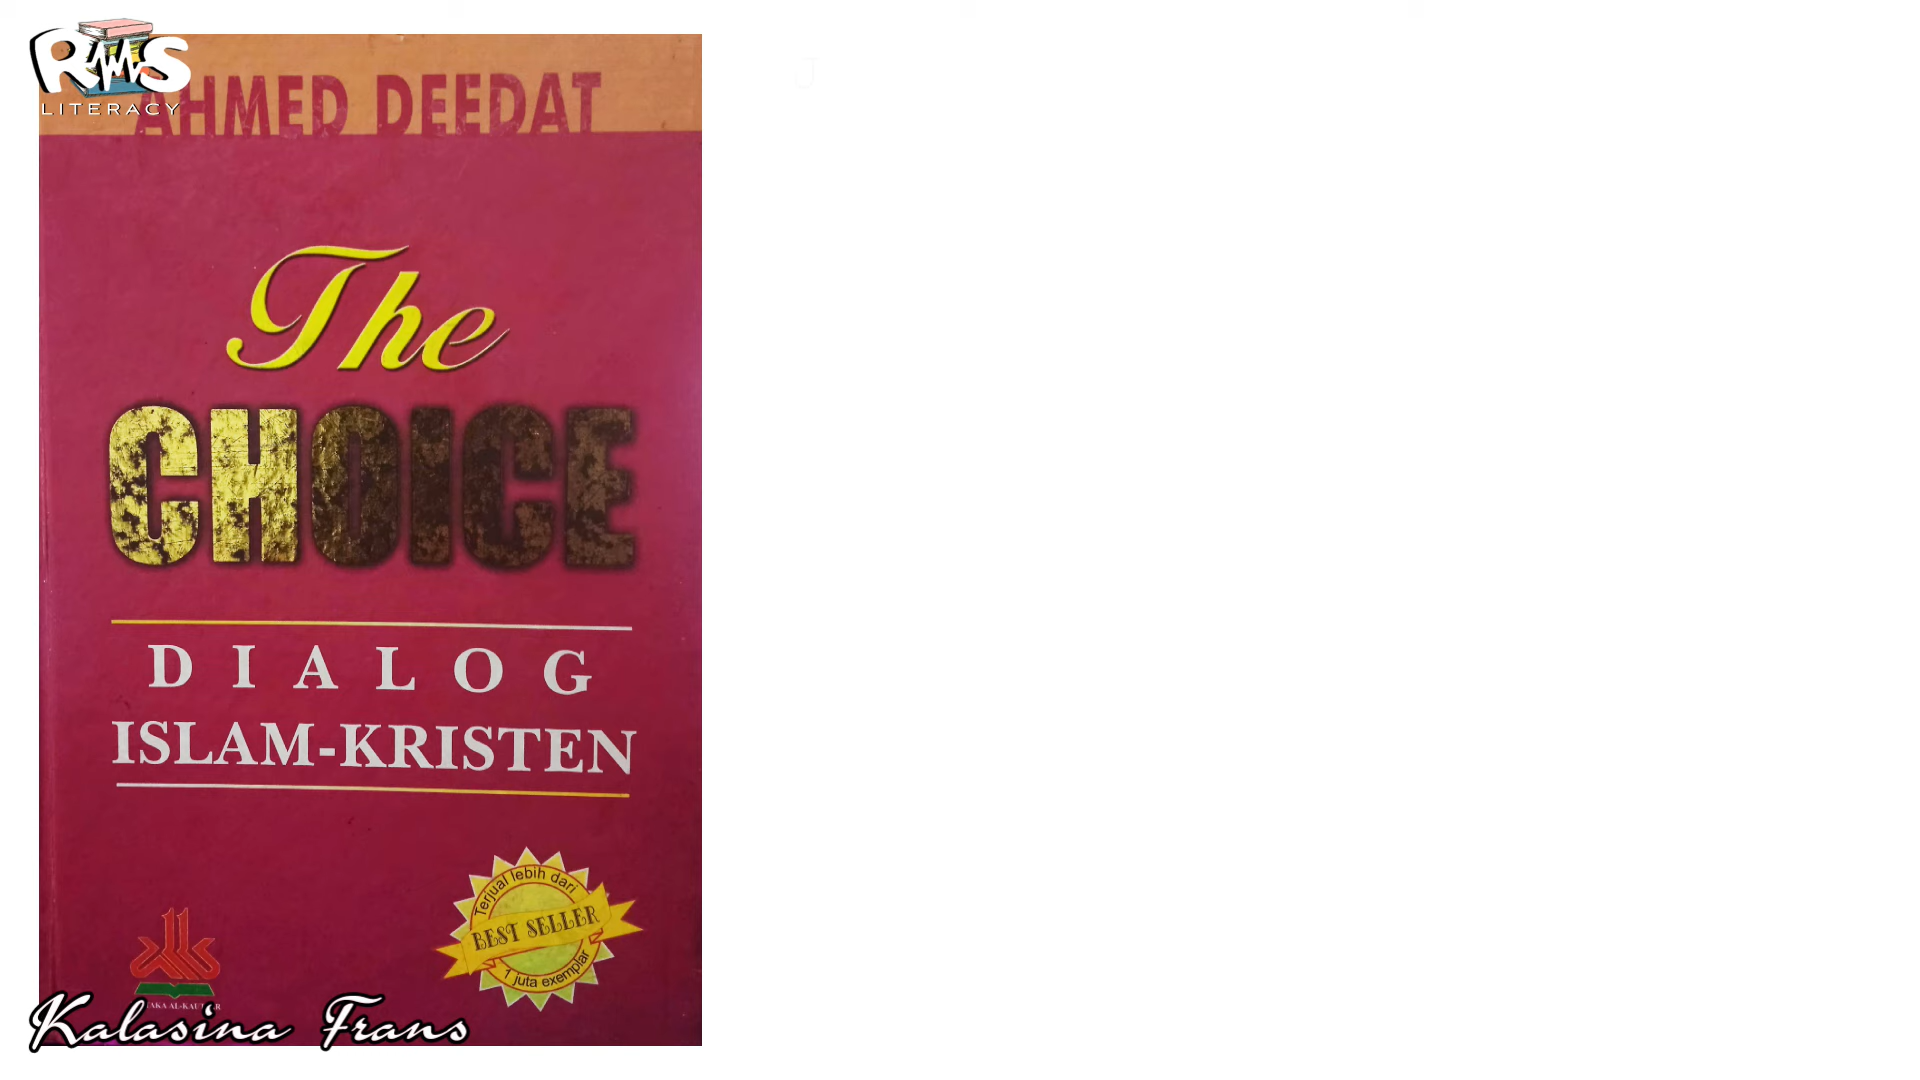 RMS
LITERACY
AHMED DEEDAT
The
CHOICE
DIALOG
ISLAM-KRISTEN
Terjual lebih dari
BEST SELLER
1 juta exemplar
Kalasina Frans